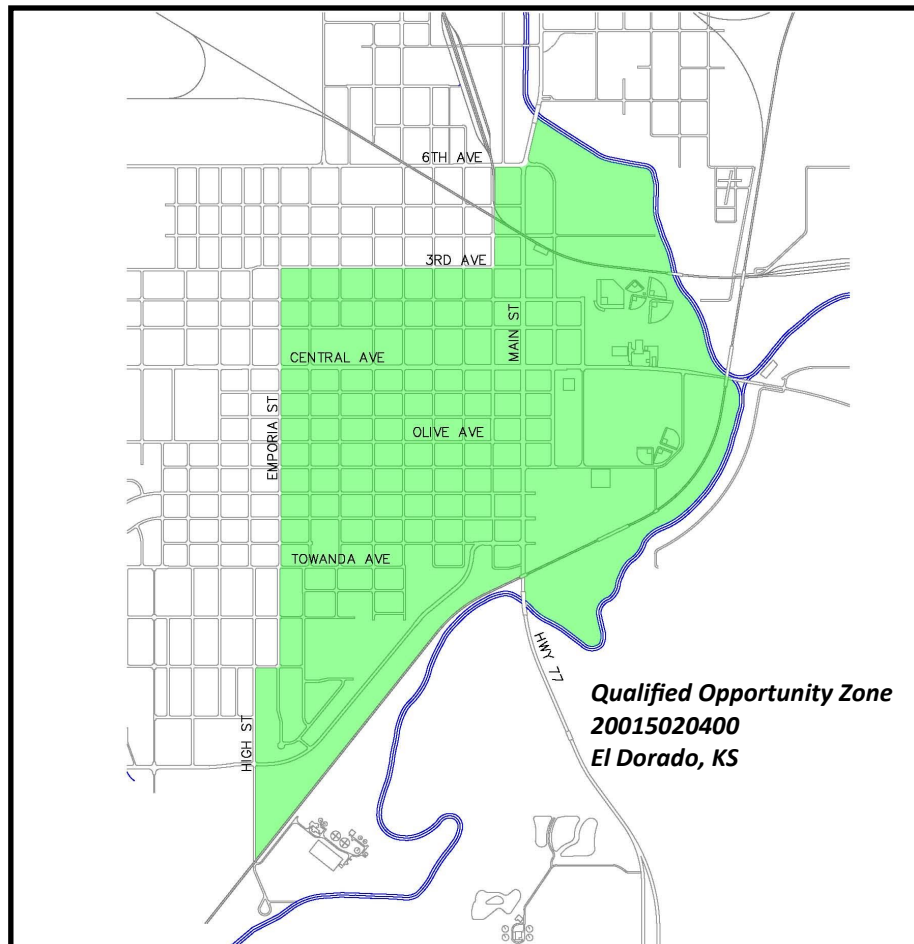 6TH AVE
3RD AVE
MAIN ST
CENTRAL AVE
EMPORIA ST
OLIVE AVE
TOWANDA AVE
HWY 77
Qualified Opportunity Zone
20015020400
El Dorado, KS
HIGH ST